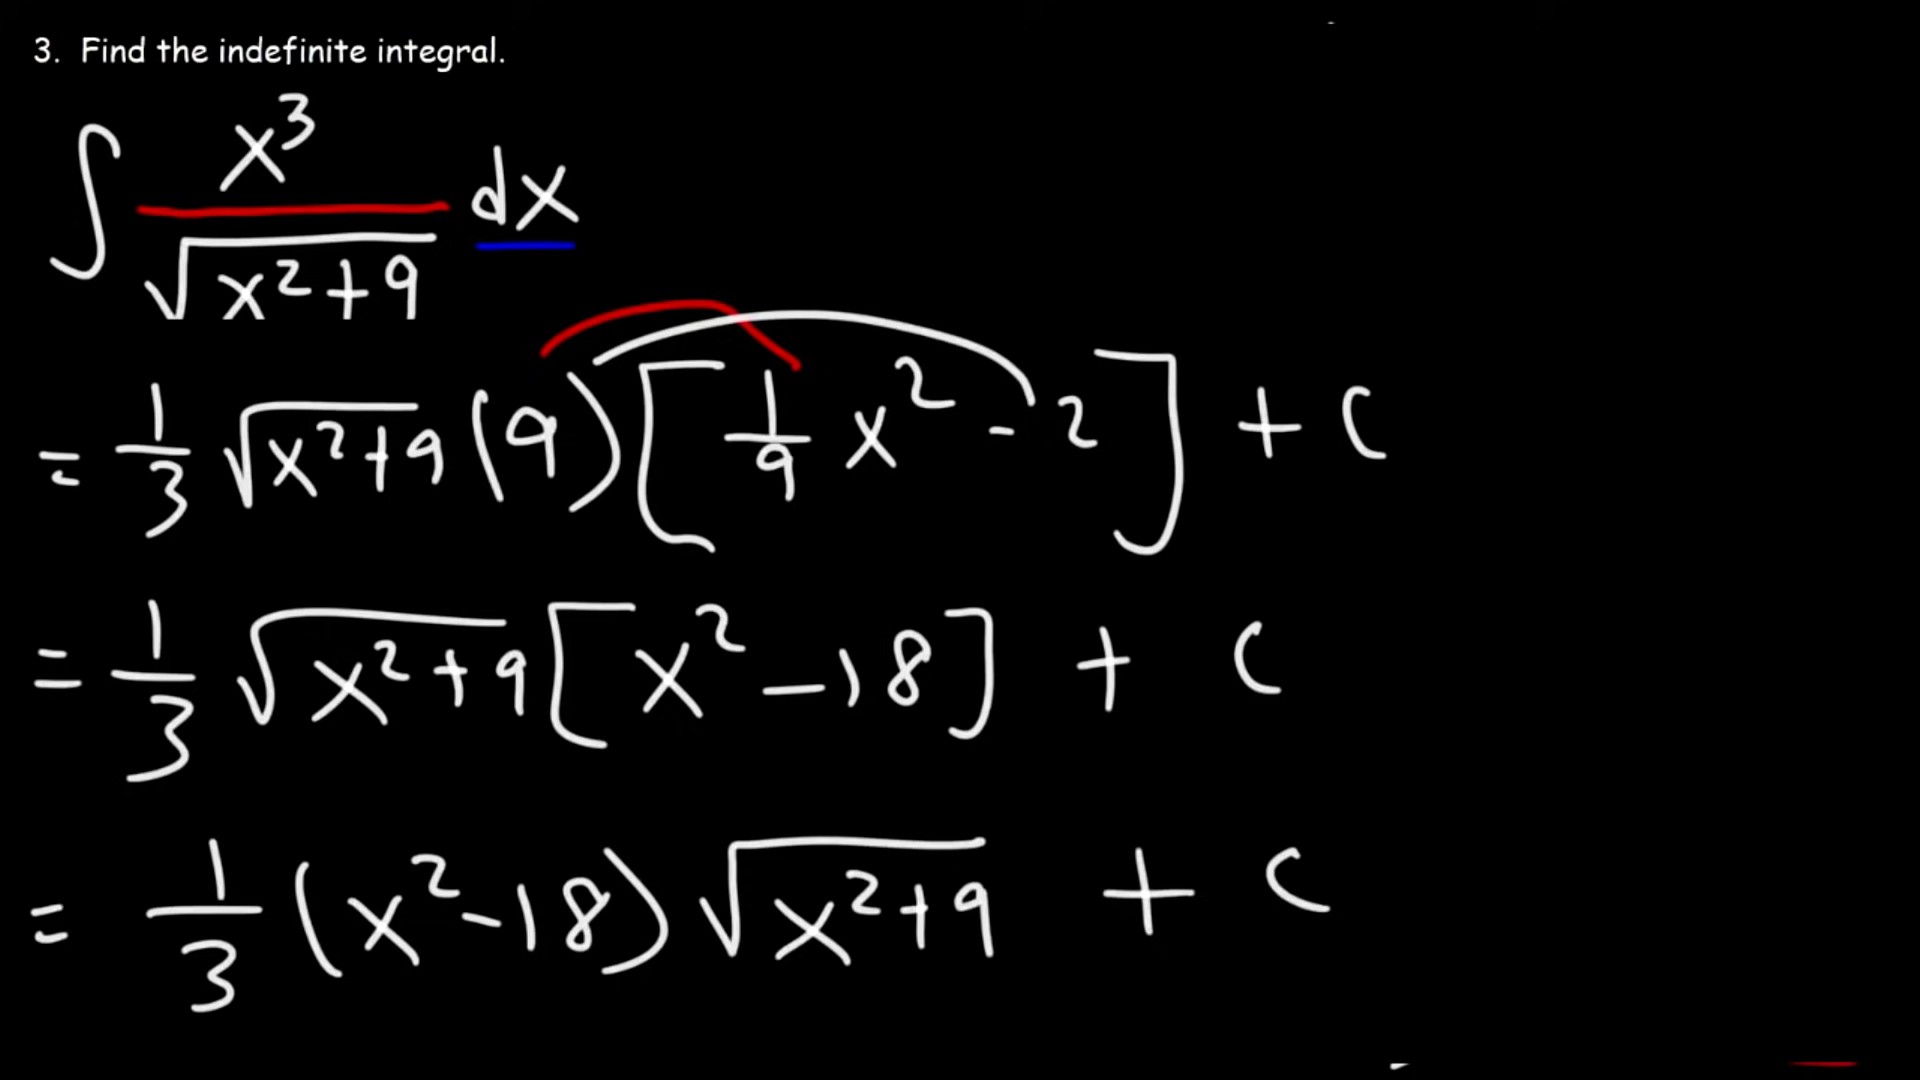 3. Find the indefinite integral.
∫ x³/√(x²+9) dx
= 1/3 √(x²+9) (9) [1/9 x² - 2] + C
= 1/3 √(x²+9) [x² - 18] + C
= 1/3 (x² - 18) √(x²+9) + C